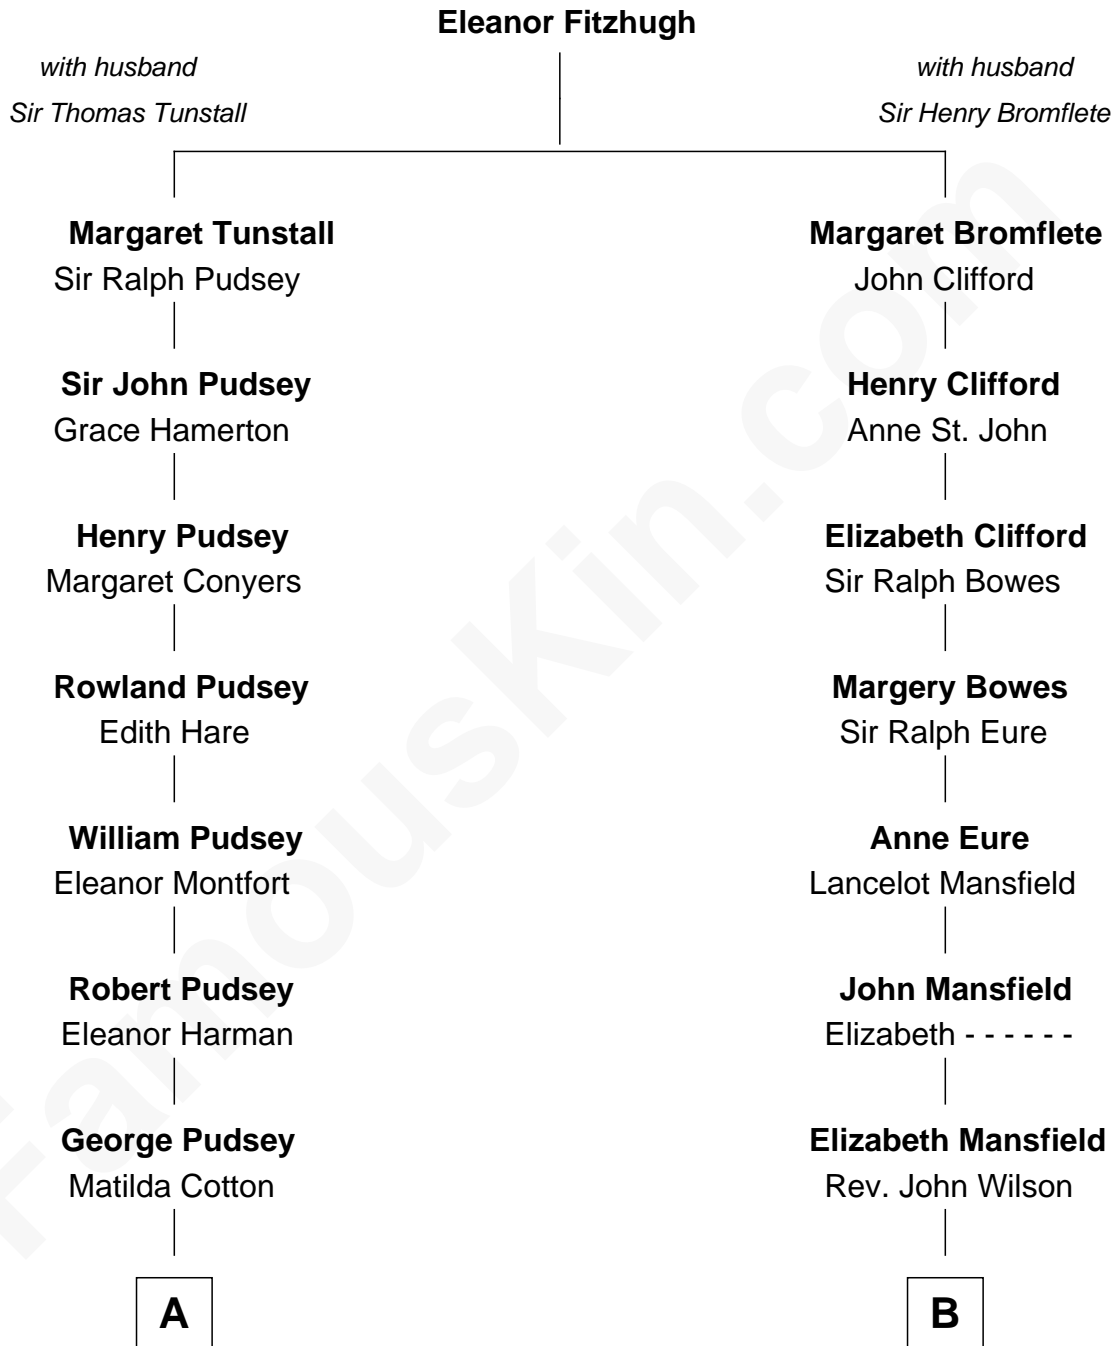 Eleanor Fitzhugh
with husband
Sir Thomas Tunstall
with husband
Sir Henry Bromflete
Margaret Tunstall
Sir Ralph Pudsey
Margaret Bromflete
John Clifford
Sir John Pudsey
Grace Hamerton
Henry Clifford
Anne St. John
Henry Pudsey
Margaret Conyers
Elizabeth Clifford
Sir Ralph Bowes
Rowland Pudsey
Edith Hare
Margery Bowes
Sir Ralph Eure
William Pudsey
Eleanor Montfort
Anne Eure
Lancelot Mansfield
Robert Pudsey
Eleanor Harman
John Mansfield
Elizabeth - - - - - -
George Pudsey
Matilda Cotton
Elizabeth Mansfield
Rev. John Wilson
A
B
FamousKin.com